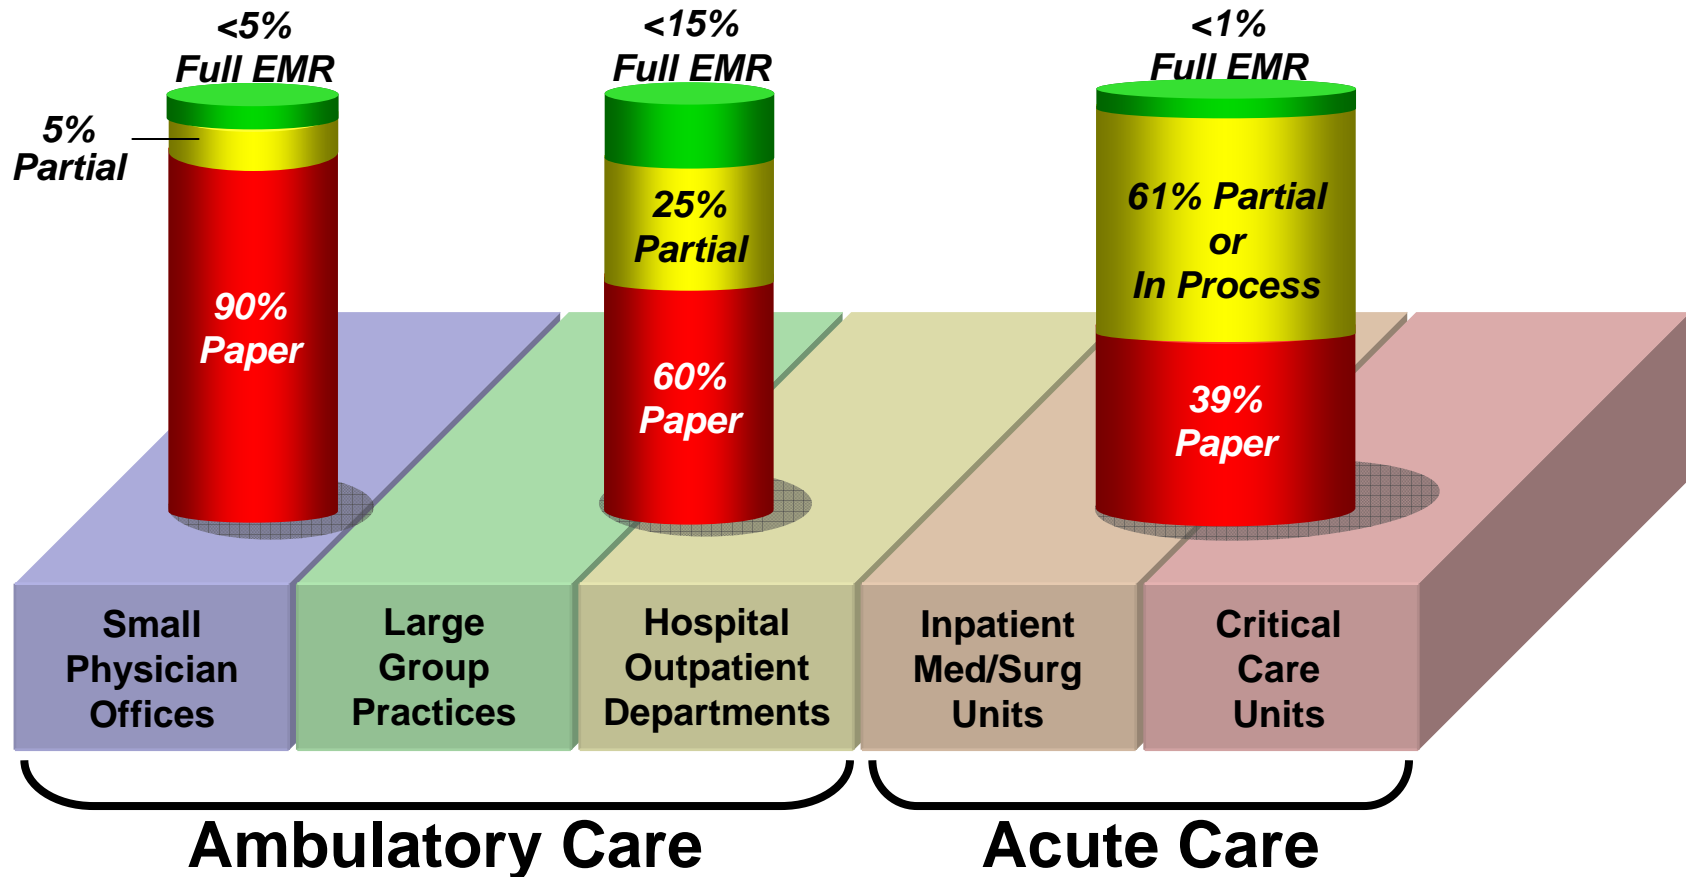 <5%
Full EMR
<15%
Full EMR
<1%
Full EMR
5%
Partial
90%
Paper
25%
Partial
60%
Paper
61% Partial
or
In Process
39%
Paper
Small
Physician
Offices
Large
Group
Practices
Hospital
Outpatient
Departments
Inpatient
Med/Surg
Units
Critical
Care
Units
Ambulatory Care
Acute Care